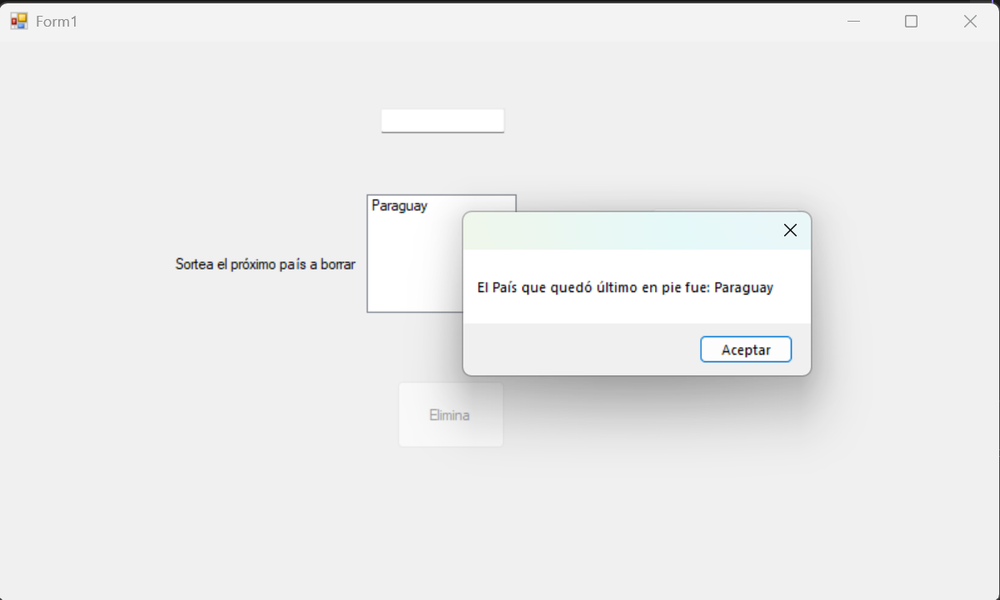 Form1
Paraguay
Sortea el próximo país a borrar
El País que quedó último en pie fue: Paraguay
Aceptar
Elimina